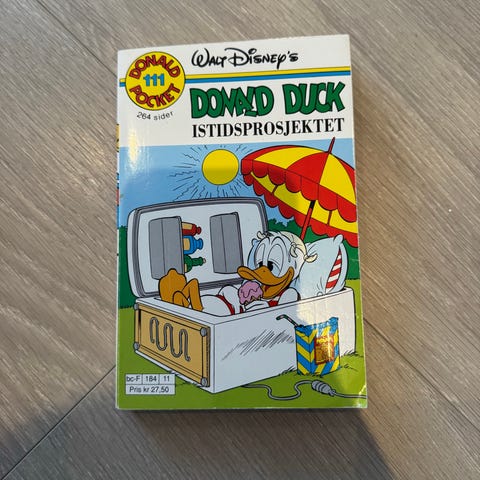 DONALD
111
POCKET
264 sider
WALT DISNEY'S
DONALD DUCK
ISTIDSPROSJEKTET
bc-F 184 11
Pris kr 27,50